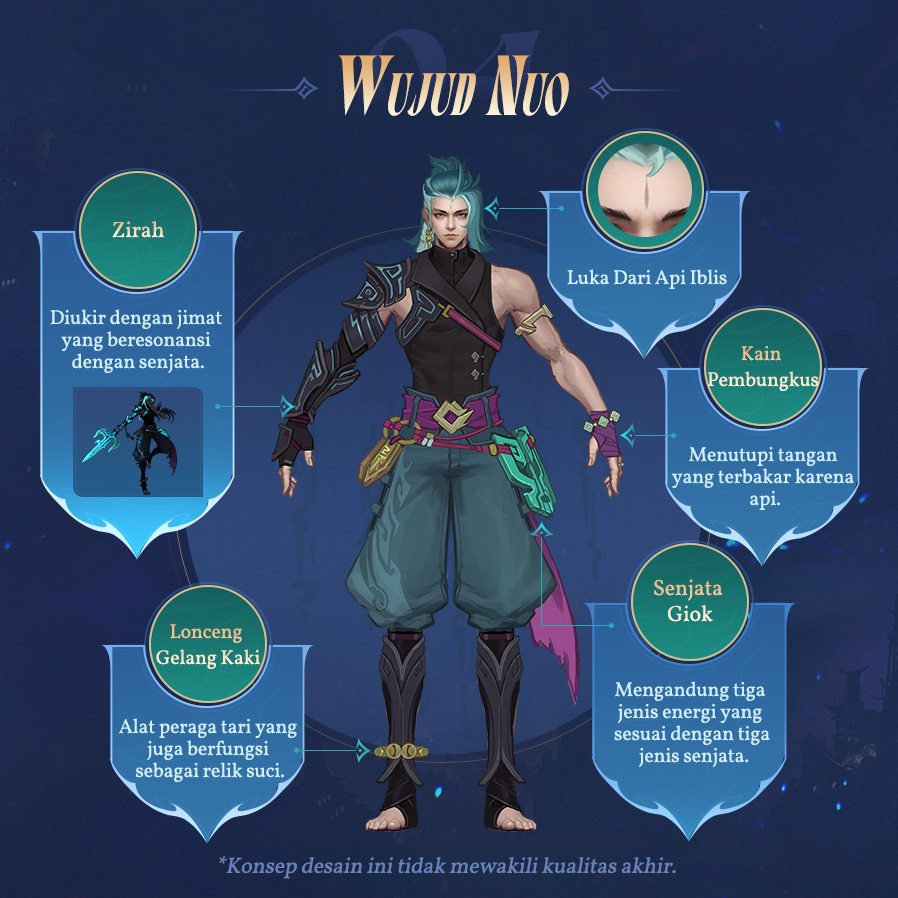 04
WUJUD NUO
Zirah
Diukir dengan jimat
yang beresonansi
dengan senjata.
Luka Dari Api Iblis
Kain
Pembungkus
Menutupi tangan
yang terbakar karena
api.
Senjata
Giok
Mengandung tiga
jenis energi yang
sesuai dengan tiga
jenis senjata.
Lonceng
Gelang Kaki
Alat peraga tari yang
juga berfungsi
sebagai relik suci.
*Konsep desain ini tidak mewakili kualitas akhir.